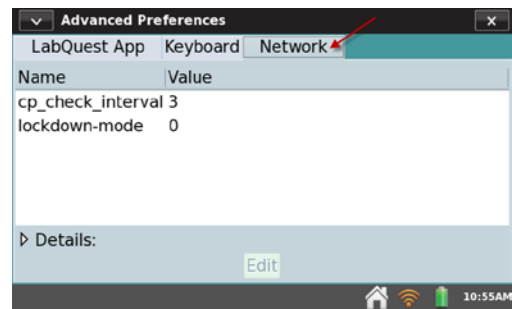 Advanced Preferences
LabQuest App Keyboard Network
Name Value
cp_check_interval 3
lockdown-mode 0
Details:
Edit
10:55AM